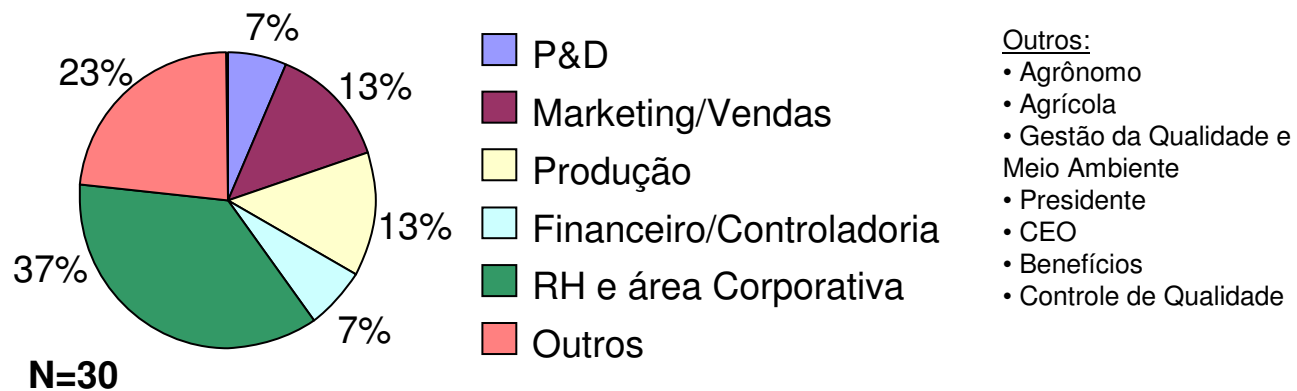 7%
13%
13%
7%
37%
23%
N=30
P&D
Marketing/Vendas
Produção
Financeiro/Controladoria
RH e área Corporativa
Outros
Outros:
• Agrônomo
• Agrícola
• Gestão da Qualidade e
Meio Ambiente
• Presidente
• CEO
• Benefícios
• Controle de Qualidade